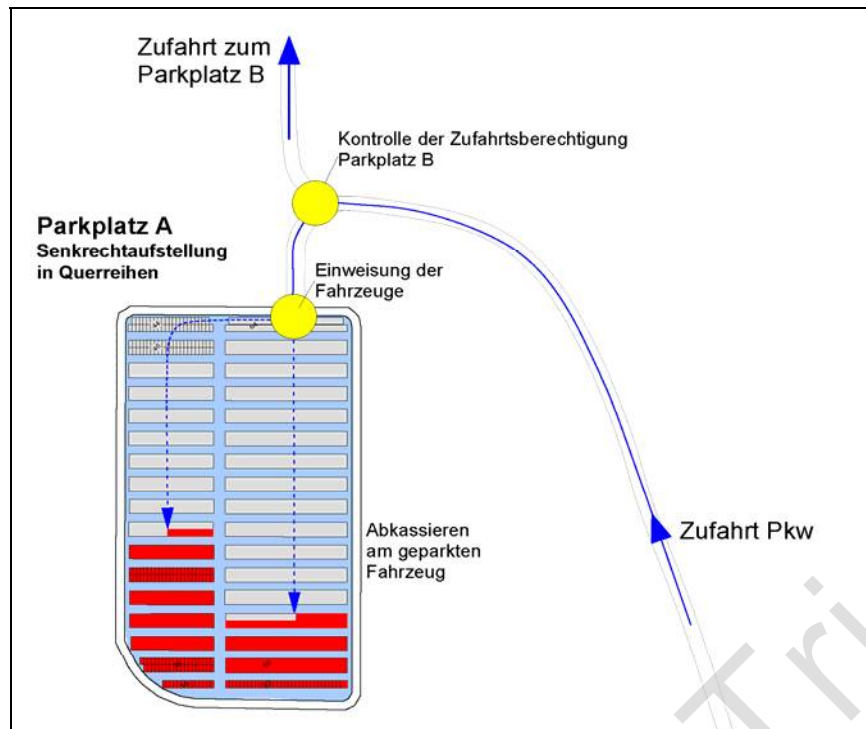 Zufahrt zum
Parkplatz B
Kontrolle der Zufahrtsberechtigung
Parkplatz B
Parkplatz A
Senkrechtaufstellung
in Querreihen
Einweisung der
Fahrzeuge
Abkassieren
am geparkten
Fahrzeug
Zufahrt Pkw
Tri